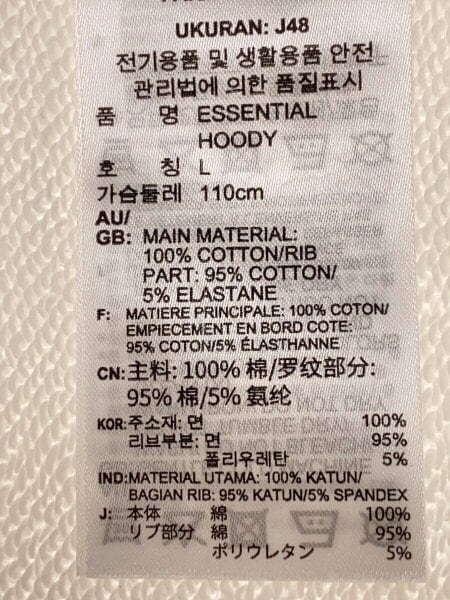 UKURAN: J48
전기용품 및 생활용품 안전
관리법에 의한 품질표시
품 명 ESSENTIAL
HOODY
호 칭 L
가슴둘레 110cm
AU/
GB: MAIN MATERIAL:
100% COTTON/RIB
PART: 95% COTTON/
5% ELASTANE
F: MATIERE PRINCIPALE: 100% COTON/
EMPIECEMENT EN BORD COTE:
95% COTON/5% ÉLASTHANNE
CN:主料: 100% 棉/罗纹部分:
95% 棉/5% 氨纶
KOR:주소재: 면 100%
리브부분: 면 95%
폴리우레탄 5%
IND:MATERIAL UTAMA: 100% KATUN/
BAGIAN RIB: 95% KATUN/5% SPANDEX
J: 本体 綿 100%
リブ部分 綿 95%
ポリウレタン 5%